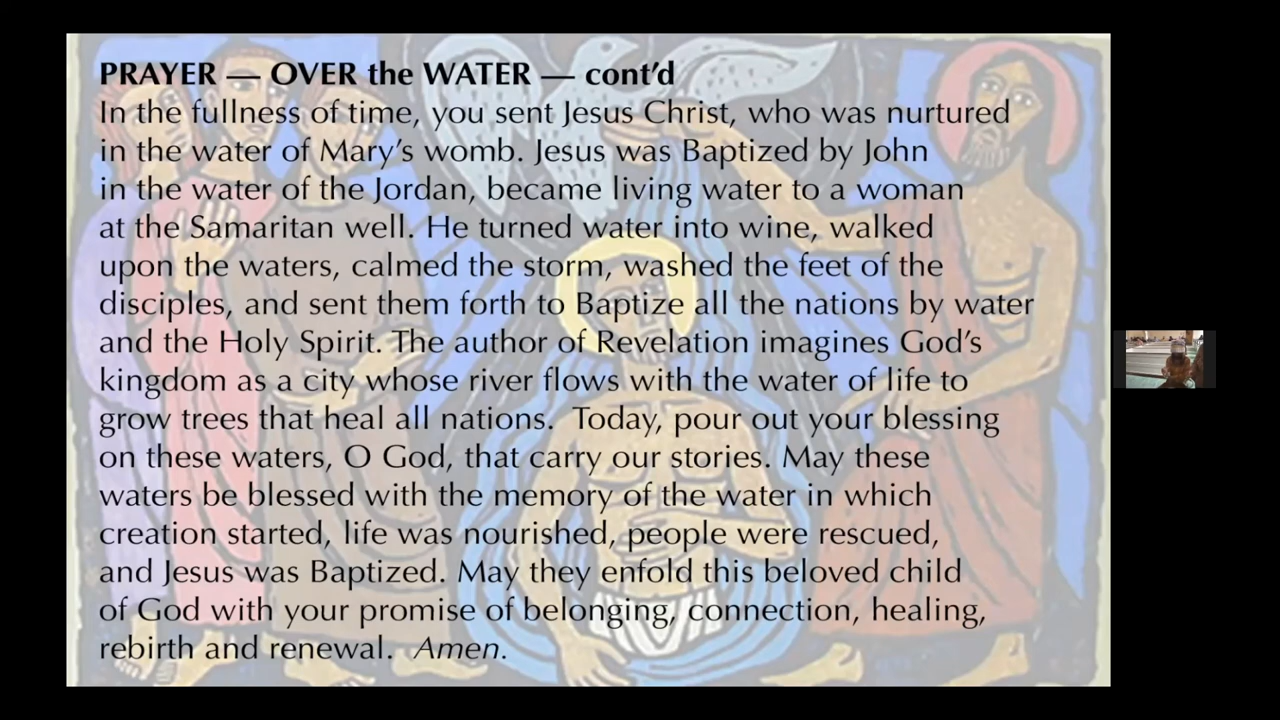 PRAYER — OVER the WATER — cont’d
In the fullness of time, you sent Jesus Christ, who was nurtured
in the water of Mary’s womb. Jesus was Baptized by John
in the water of the Jordan, became living water to a woman
at the Samaritan well. He turned water into wine, walked
upon the waters, calmed the storm, washed the feet of the
disciples, and sent them forth to Baptize all the nations by water
and the Holy Spirit. The author of Revelation imagines God’s
kingdom as a city whose river flows with the water of life to
grow trees that heal all nations.  Today, pour out your blessing
on these waters, O God, that carry our stories. May these
waters be blessed with the memory of the water in which
creation started, life was nourished, people were rescued,
and Jesus was Baptized. May they enfold this beloved child
of God with your promise of belonging, connection, healing,
rebirth and renewal.  Amen.